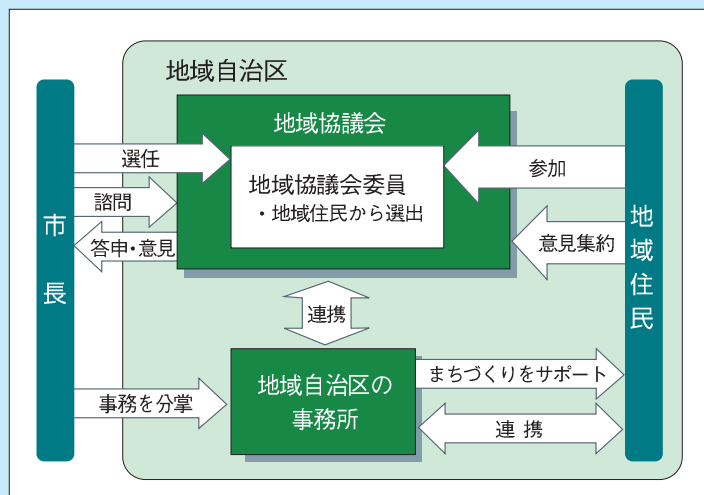 地域自治区
地域協議会
地域協議会委員
・地域住民から選出
選任
諮問
答申・意見
参加
意見集約
市長
地域住民
連携
地域自治区の
事務所
事務を分掌
まちづくりをサポート
連 携